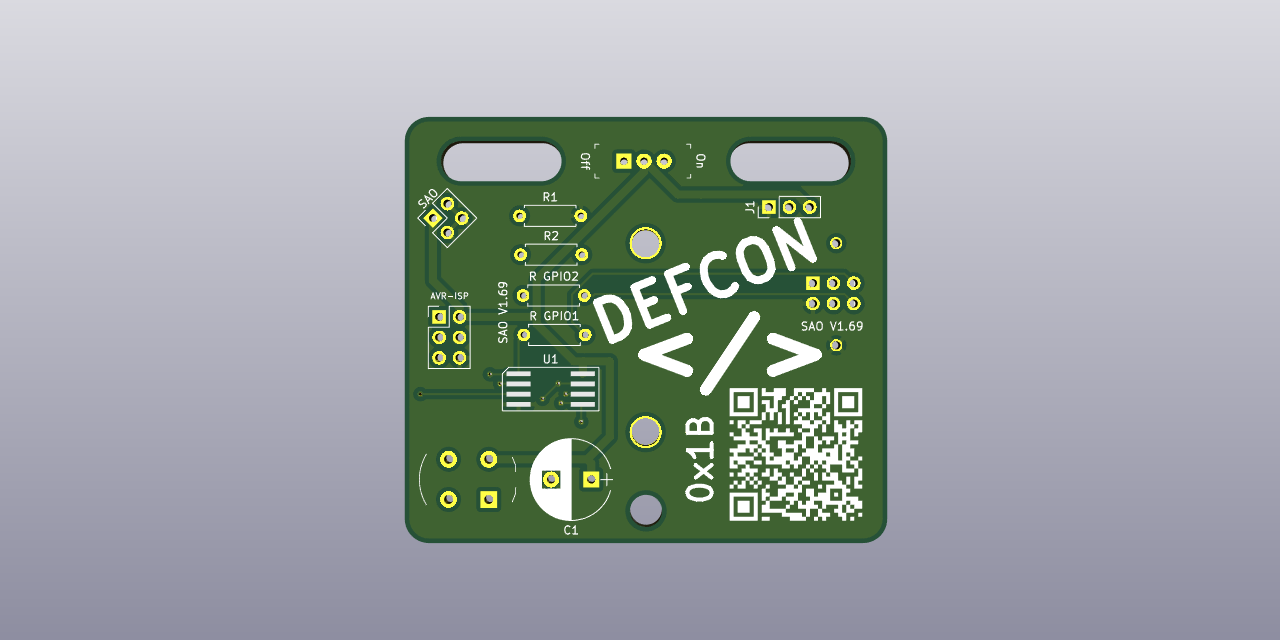 Off
On
SAO
R1
J1
R2
DEFCON
R GPIO2
AVR-ISP
SAO V1.69
R GPIO1
SAO V1.69
</>
U1
0x1B
+
C1